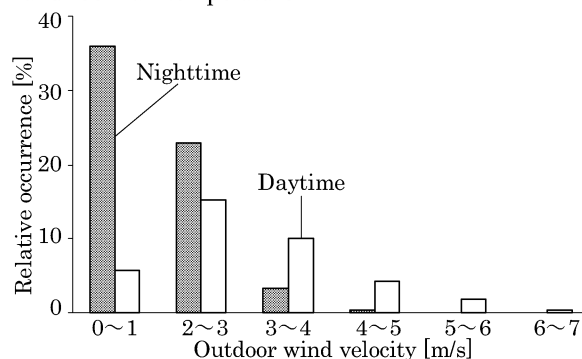 40
30
20
10
0
Relative occurrence [%]
Nighttime
Daytime
0~1 2~3 3~4 4~5 5~6 6~7
Outdoor wind velocity [m/s]